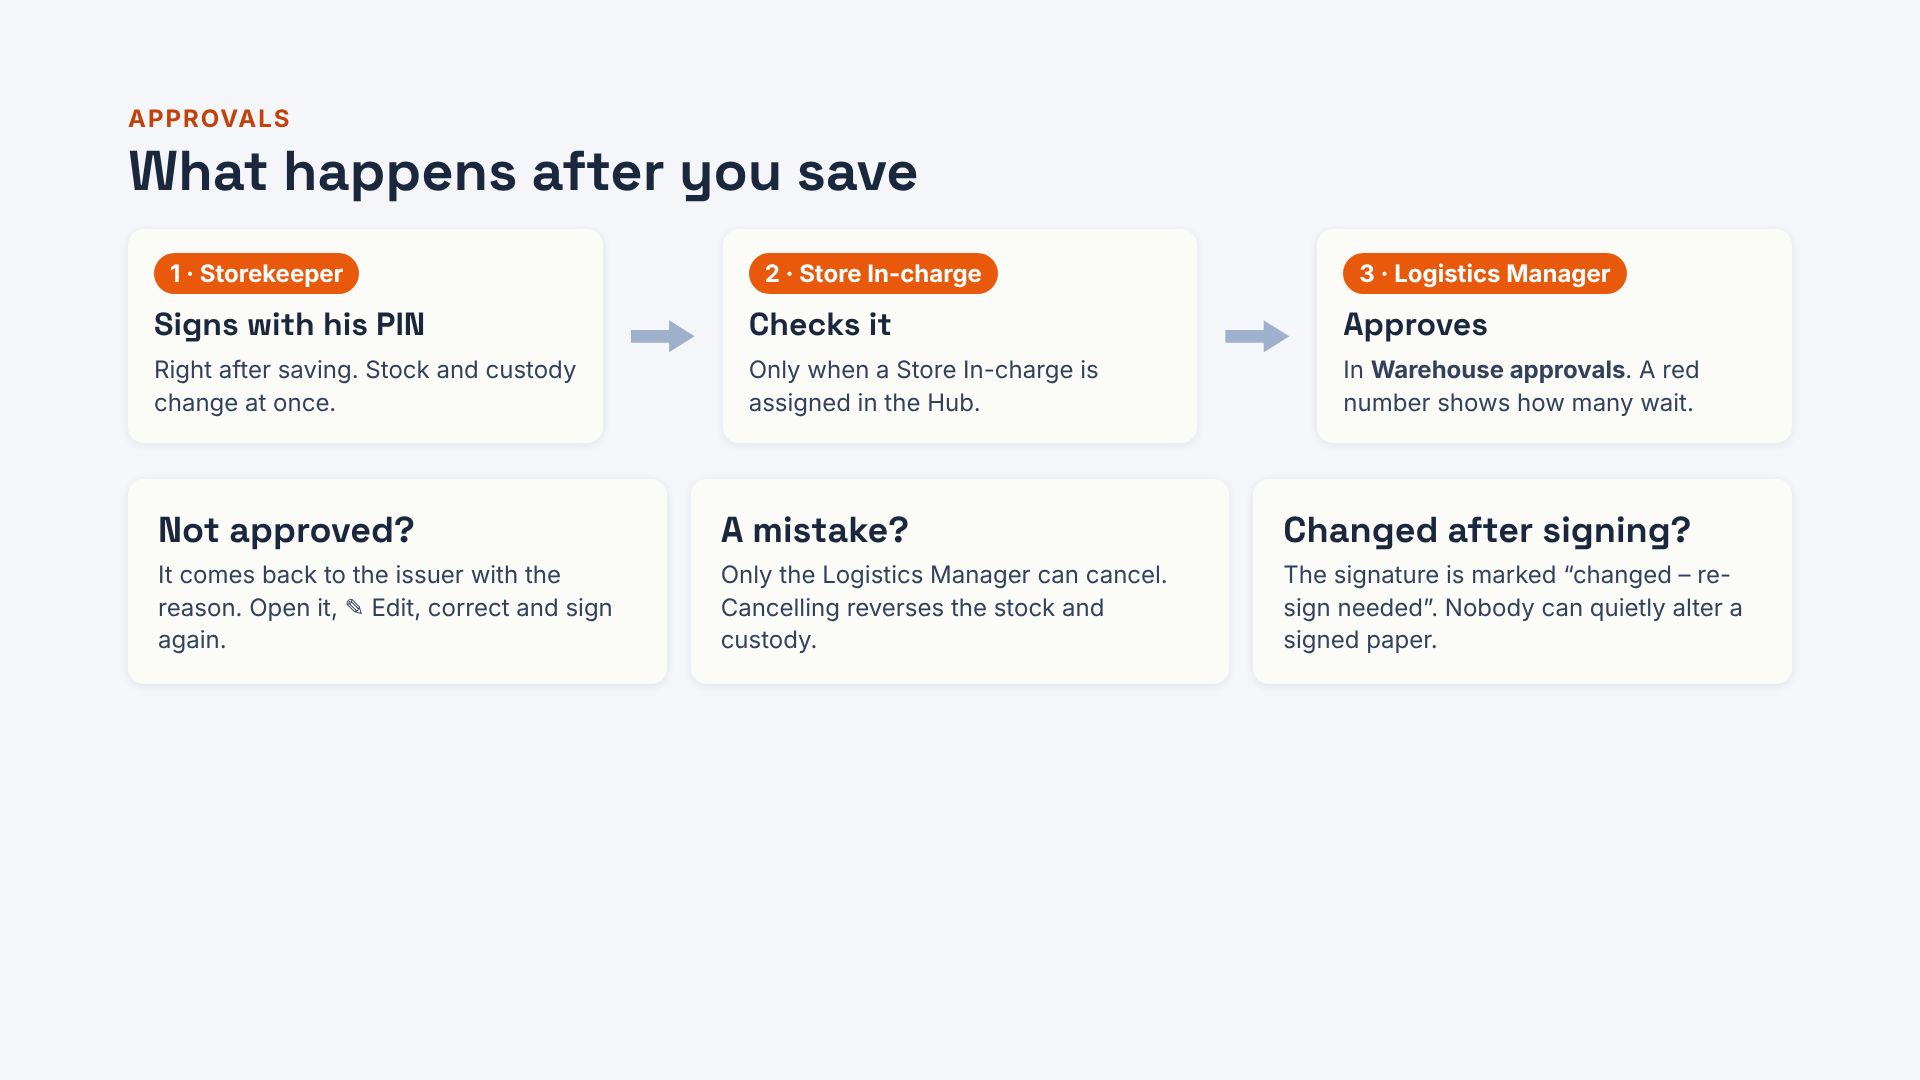 APPROVALS
What happens after you save
1 · Storekeeper
Signs with his PIN
Right after saving. Stock and custody
change at once.
2 · Store In-charge
Checks it
Only when a Store In-charge is
assigned in the Hub.
3 · Logistics Manager
Approves
In Warehouse approvals. A red
number shows how many wait.
Not approved?
It comes back to the issuer with the
reason. Open it, ✎ Edit, correct and sign
again.
A mistake?
Only the Logistics Manager can cancel.
Cancelling reverses the stock and
custody.
Changed after signing?
The signature is marked “changed – re-
sign needed”. Nobody can quietly alter a
signed paper.